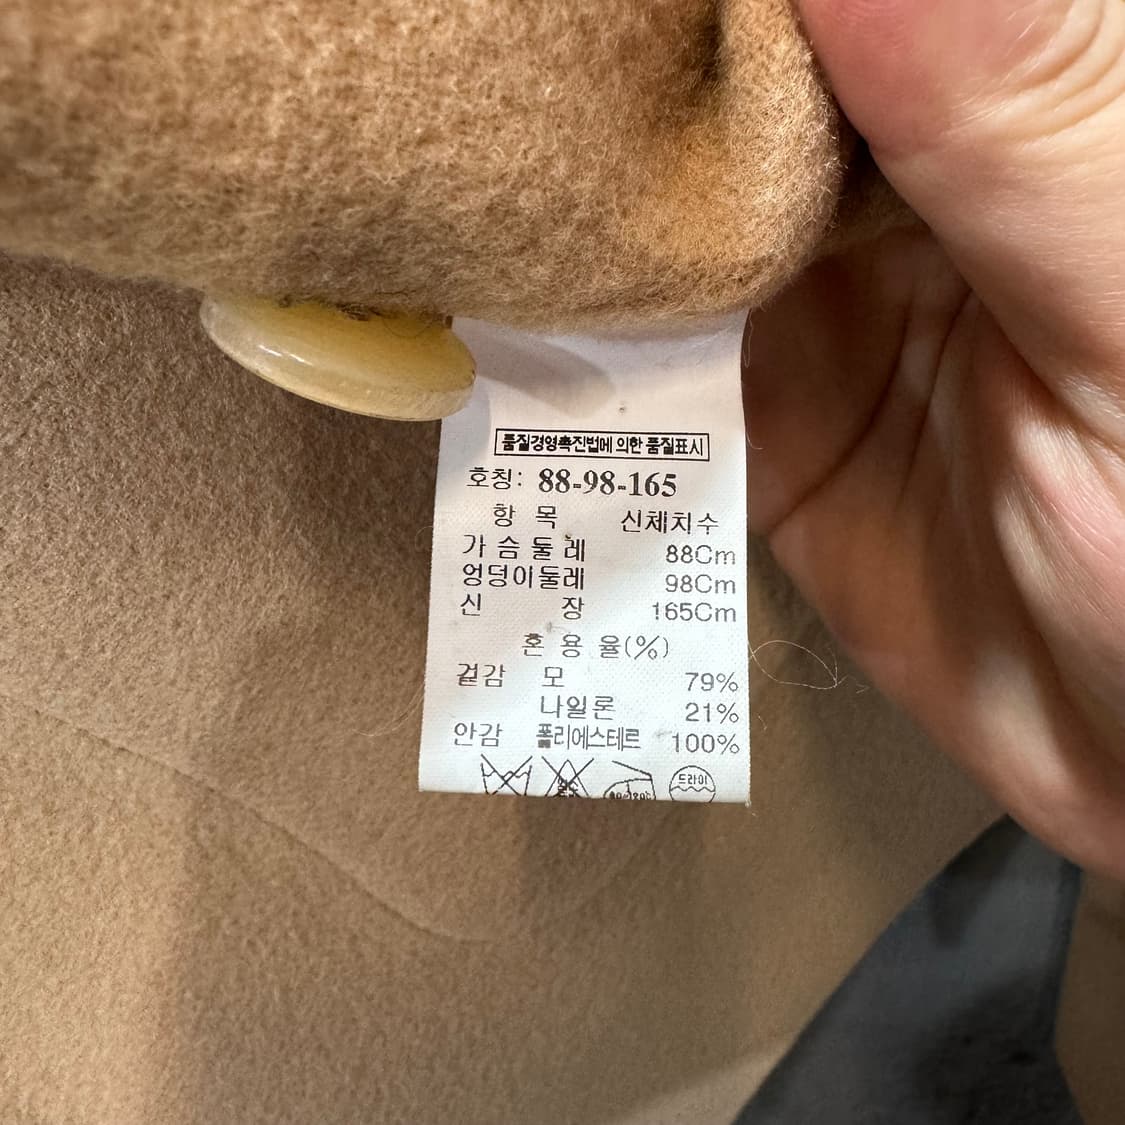 품질경영촉진법에 의한 품질표시
호칭: 88-98-165
항 목 신체치수
가 슴 둘 레 88Cm
엉덩이둘레 98Cm
신 장 165Cm
혼 용 율(%)
겉감 모 79%
나일론 21%
안감 폴리에스테르 100%
드라이